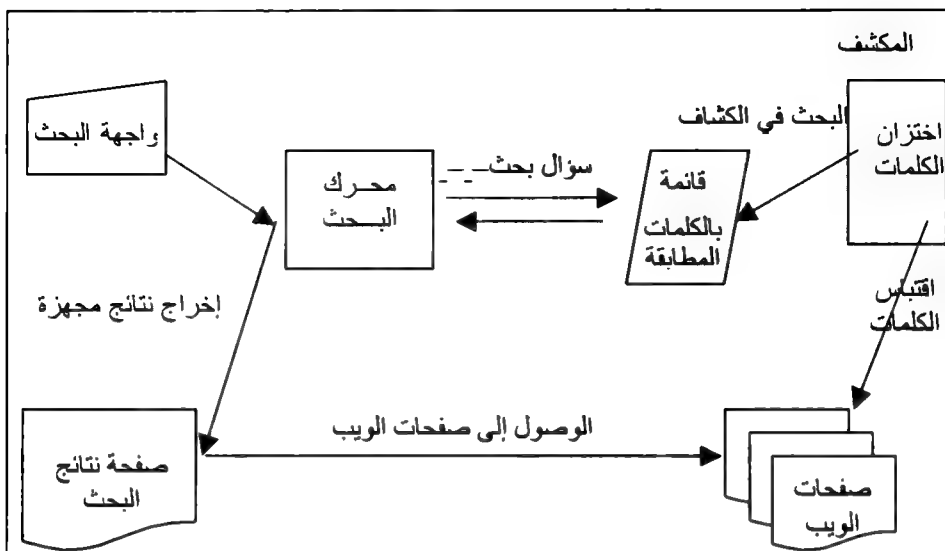 المكشف
واجهة البحث
البحث في الكشاف
اختزان
الكلمات
محرك
البحث
سؤال بحث
قائمة
بالكلمات
المطابقة
إخراج نتائج مجهزة
اقتباس
الكلمات
الوصول إلى صفحات الويب
صفحة نتائج
البحث
صفحات
الويب